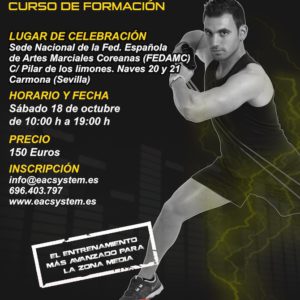 CURSO DE FORMACIÓN
LUGAR DE CELEBRACIÓN
Sede Nacional de la Fed. Española
de Artes Marciales Coreanas (FEDAMC)
C/ Pilar de los limones. Naves 20 y 21
Carmona (Sevilla)
HORARIO Y FECHA
Sábado 18 de octubre
de 10:00 h a 19:00 h
PRECIO
150 Euros
INSCRIPCIÓN
info@eacsystem.es
696.403.797
www.eacsystem.es
EL ENTRENAMIENTO
MÁS AVANZADO PARA
LA ZONA MEDIA